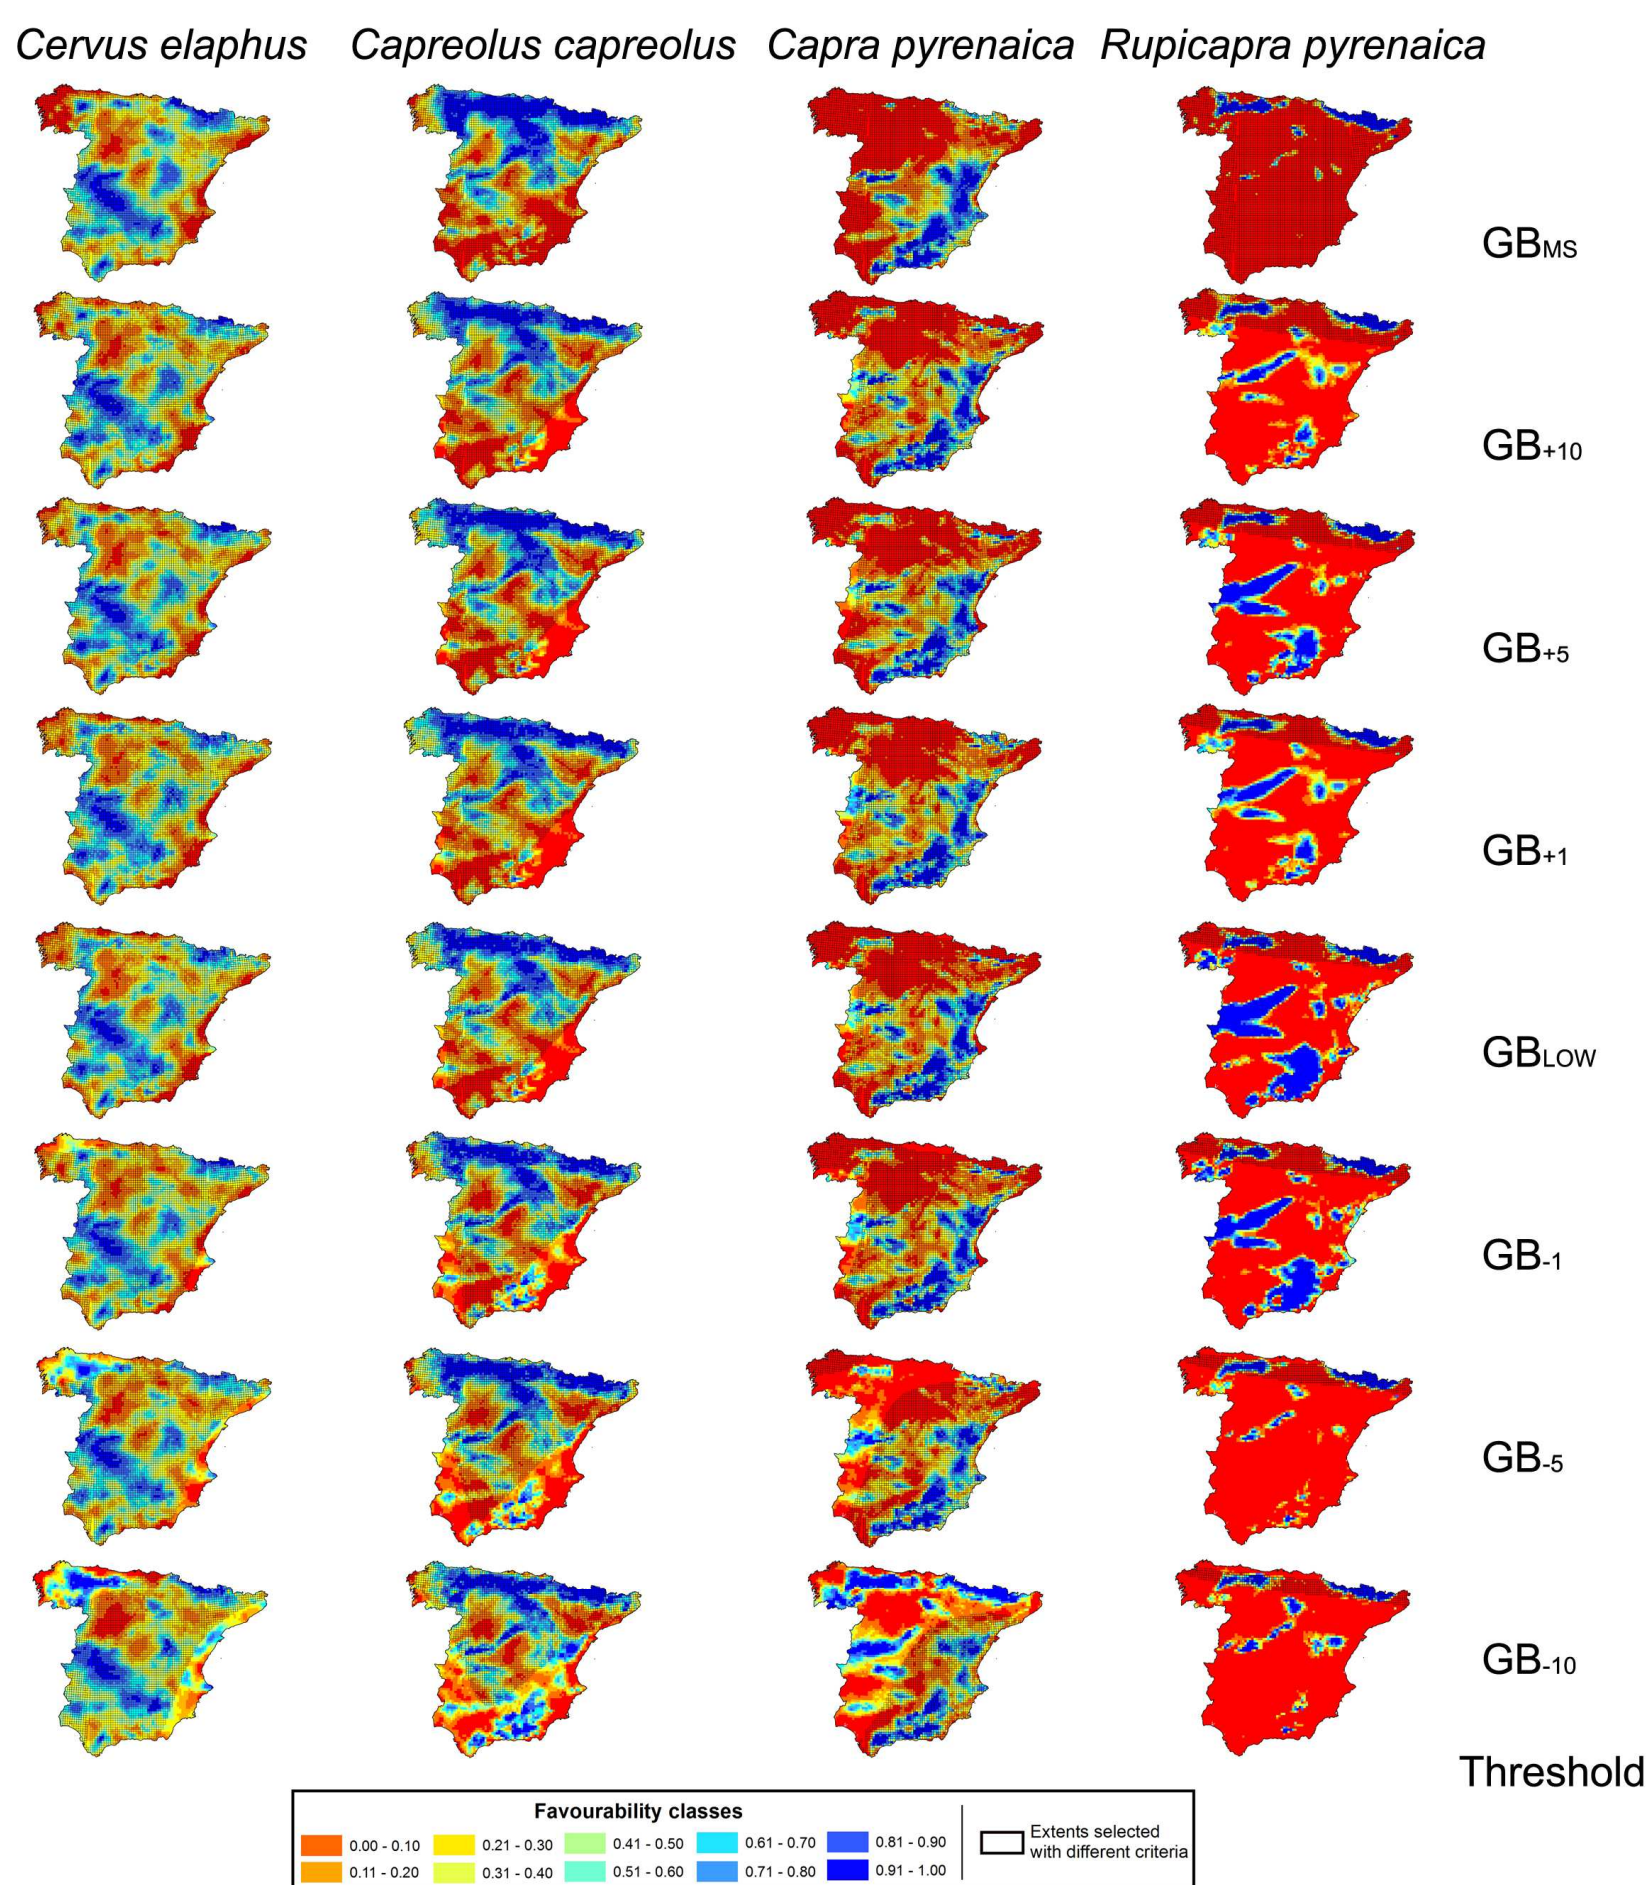 Cervus elaphus Capreolus capreolus Capra pyrenaica Rupicapra pyrenaica
GBMS
GB+10
GB+5
GB+1
GBLOW
GB-1
GB-5
GB-10
Threshold
Favourability classes
0.00 - 0.10 0.21 - 0.30 0.41 - 0.50 0.61 - 0.70 0.81 - 0.90
0.11 - 0.20 0.31 - 0.40 0.51 - 0.60 0.71 - 0.80 0.91 - 1.00
Extents selected
with different criteria